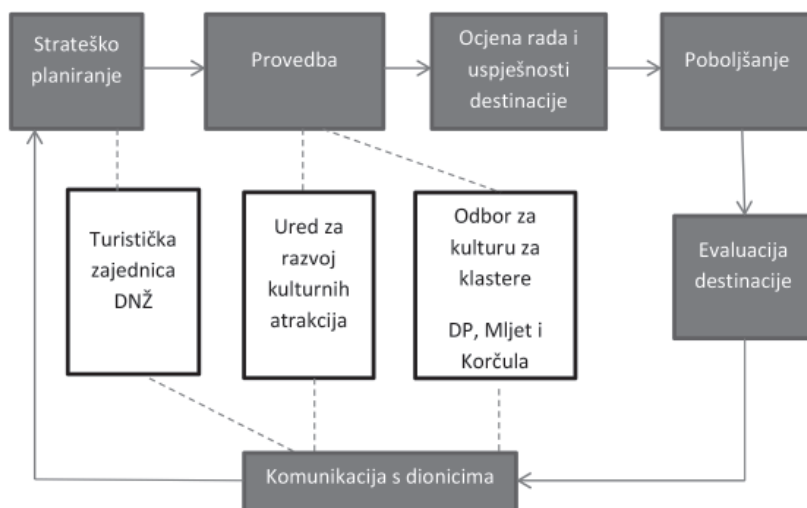 Strateško
planiranje
Provedba
Ocjena rada i
uspješnosti
destinacije
Poboljšanje
Turistička
zajednica
DNŽ
Ured za
razvoj
kulturnih
atrakcija
Odbor za
kulturu za
klastere
DP, Mljet i
Korčula
Evaluacija
destinacije
Komunikacija s dionicima